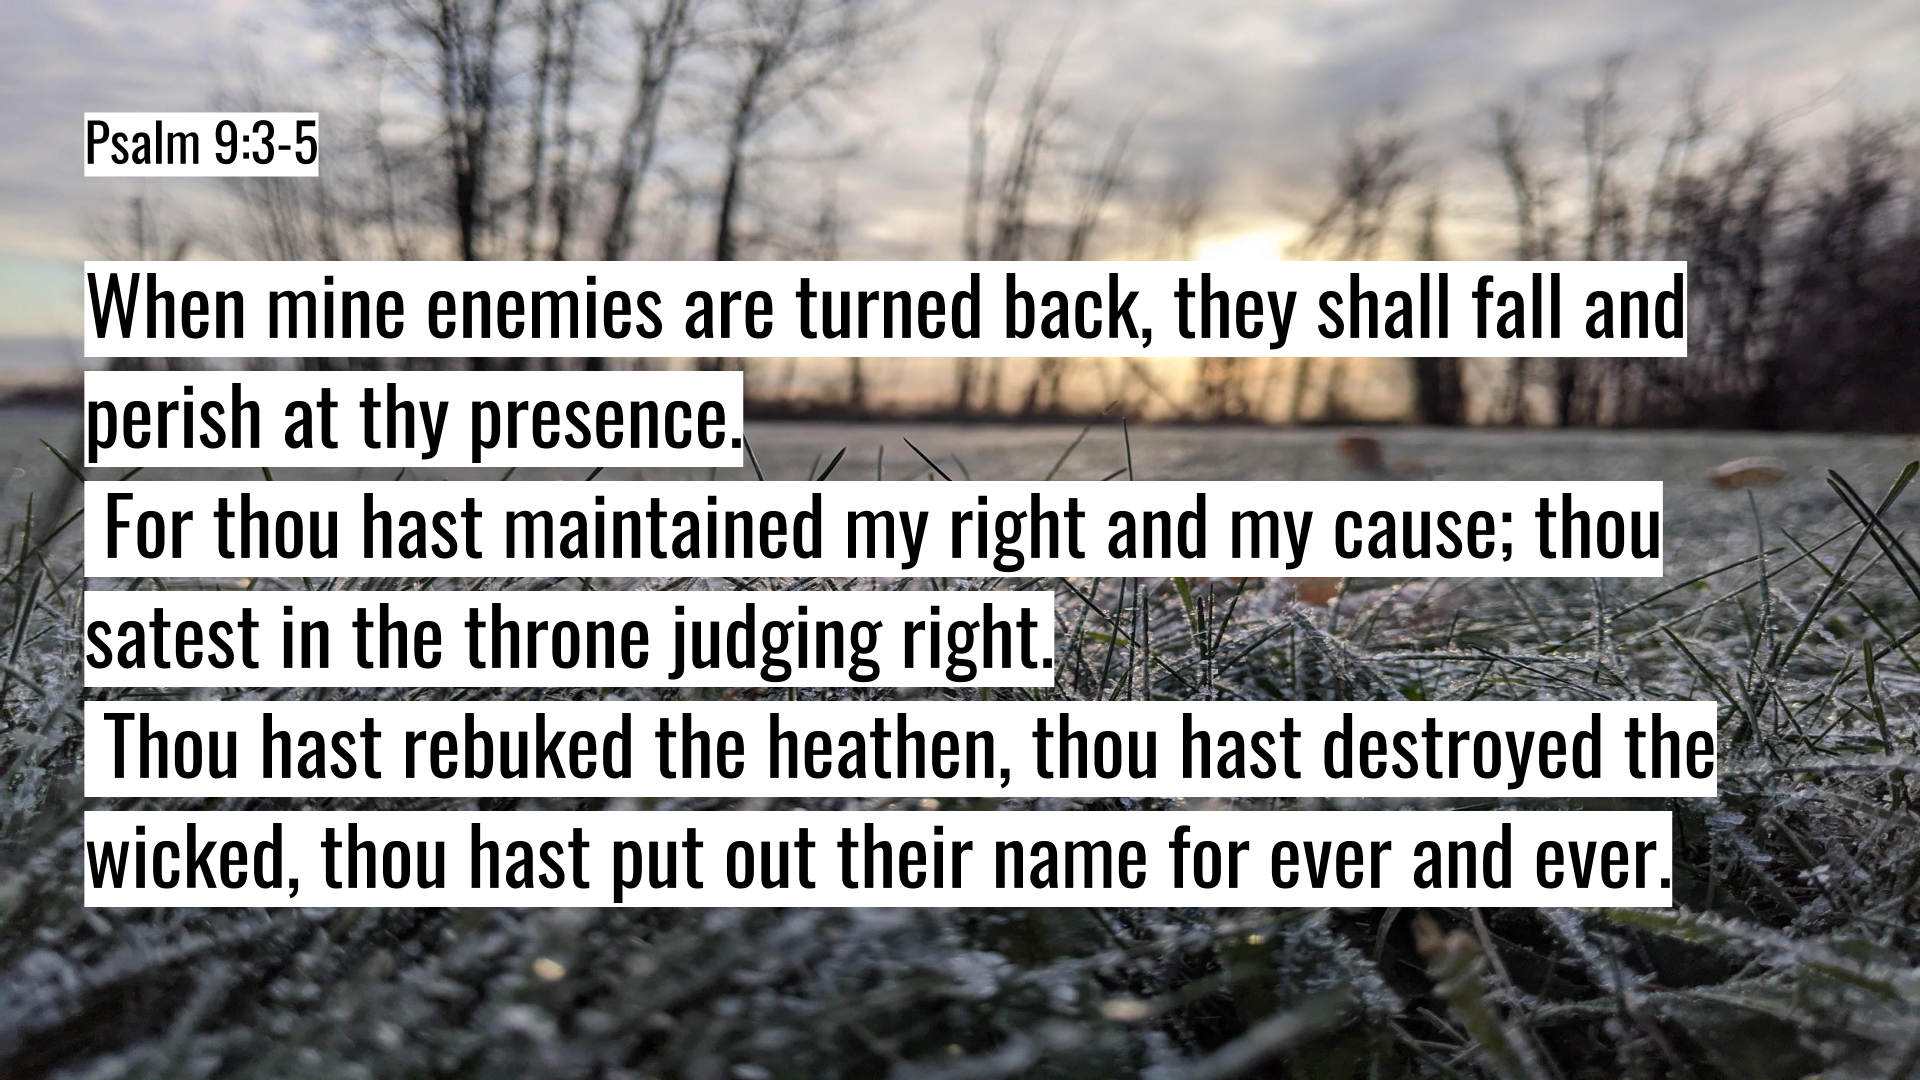 Psalm 9:3-5
When mine enemies are turned back, they shall fall and
perish at thy presence.
For thou hast maintained my right and my cause; thou
satest in the throne judging right.
Thou hast rebuked the heathen, thou hast destroyed the
wicked, thou hast put out their name for ever and ever.